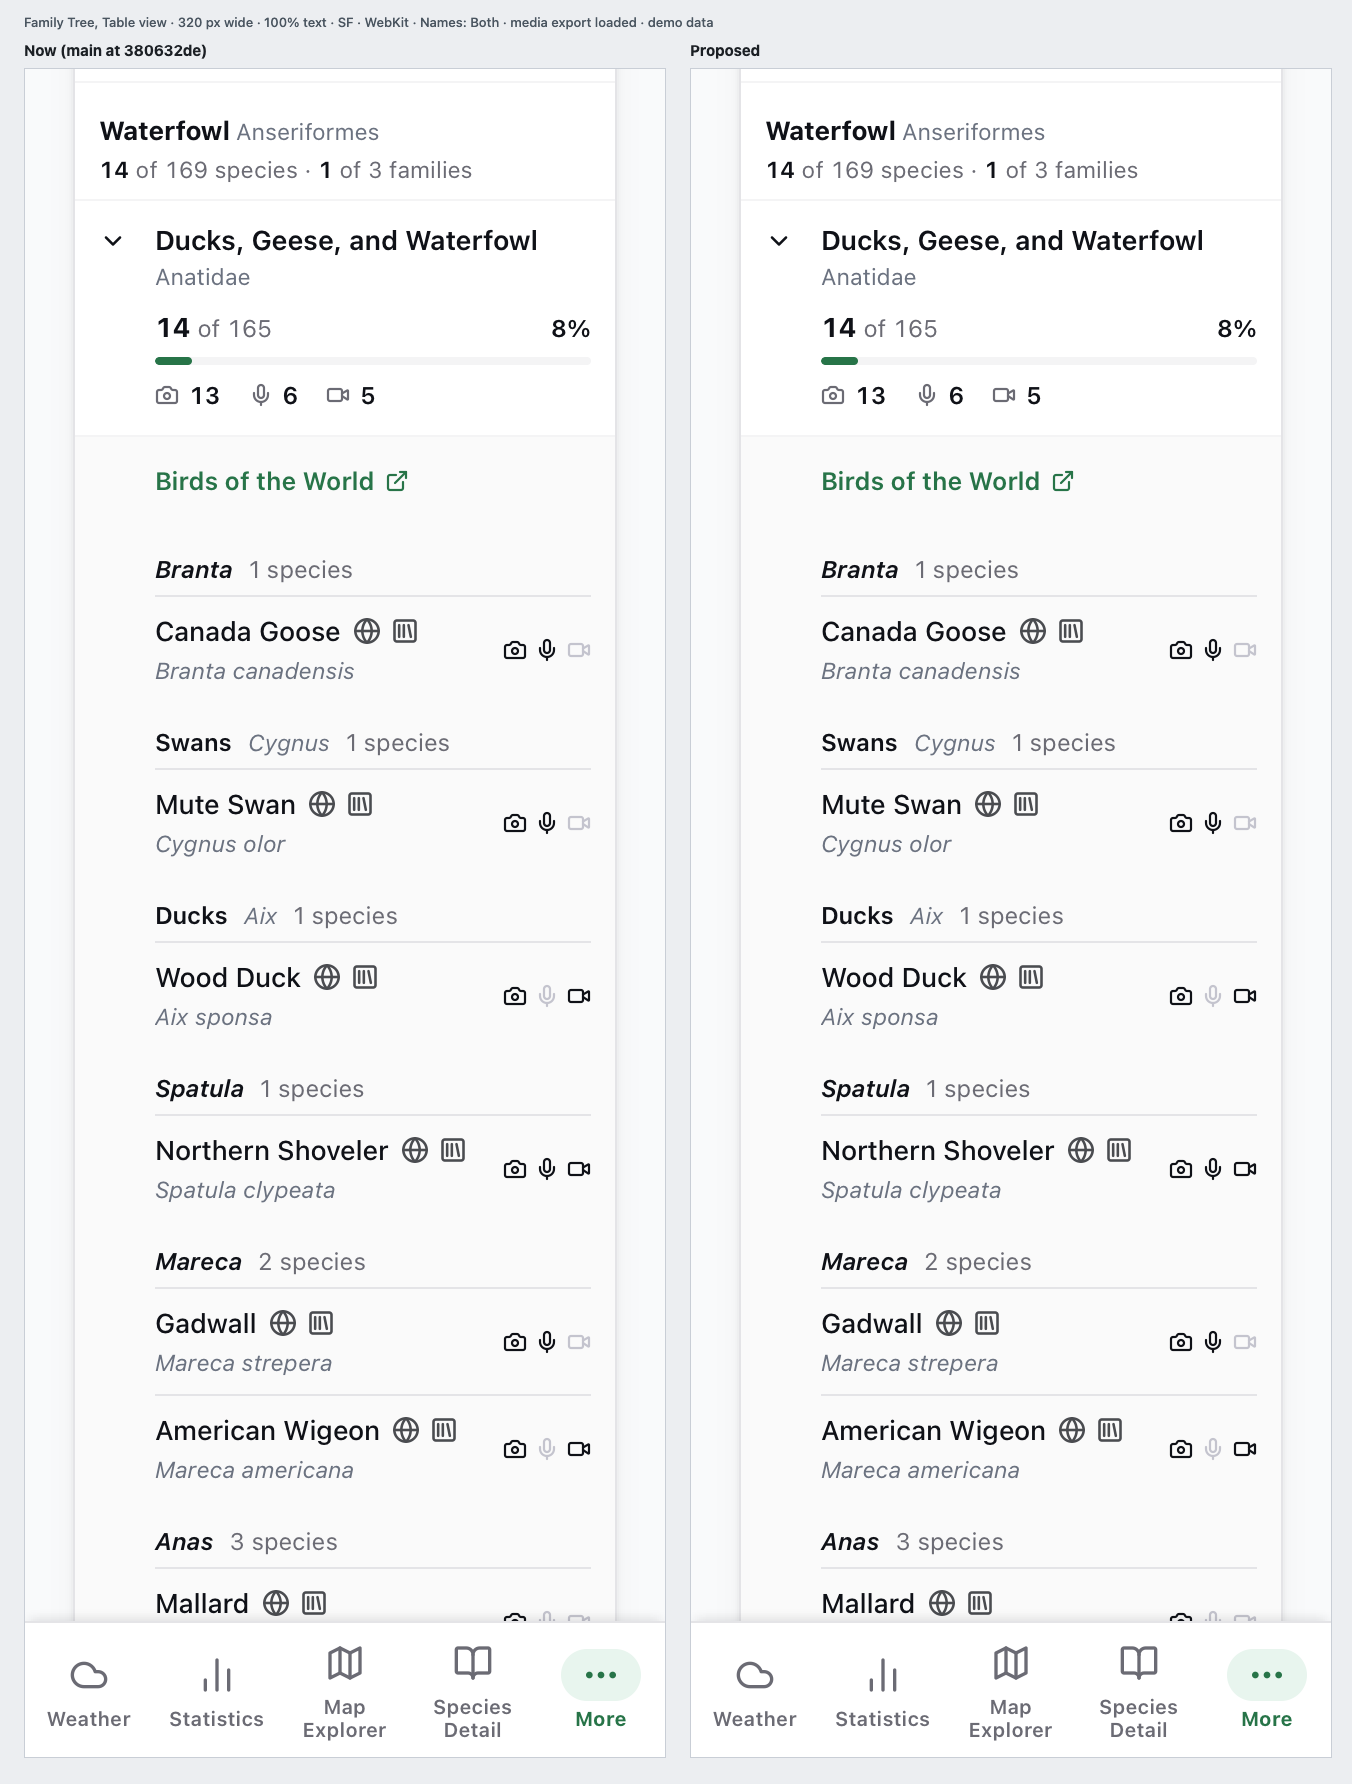 Family Tree, Table view · 320 px wide · 100% text · SF · WebKit · Names: Both · media export loaded · demo data
Now (main at 380632de)
Waterfowl Anseriformes
14 of 169 species · 1 of 3 families
Ducks, Geese, and Waterfowl
Anatidae
14 of 165 8%
13 6 5
Birds of the World
Branta 1 species
Canada Goose
Branta canadensis
Swans Cygnus 1 species
Mute Swan
Cygnus olor
Ducks Aix 1 species
Wood Duck
Aix sponsa
Spatula 1 species
Northern Shoveler
Spatula clypeata
Mareca 2 species
Gadwall
Mareca strepera
American Wigeon
Mareca americana
Anas 3 species
Mallard
Weather
Statistics
Map
Explorer
Species
Detail
More
Proposed
Waterfowl Anseriformes
14 of 169 species · 1 of 3 families
Ducks, Geese, and Waterfowl
Anatidae
14 of 165 8%
13 6 5
Birds of the World
Branta 1 species
Canada Goose
Branta canadensis
Swans Cygnus 1 species
Mute Swan
Cygnus olor
Ducks Aix 1 species
Wood Duck
Aix sponsa
Spatula 1 species
Northern Shoveler
Spatula clypeata
Mareca 2 species
Gadwall
Mareca strepera
American Wigeon
Mareca americana
Anas 3 species
Mallard
Weather
Statistics
Map
Explorer
Species
Detail
More